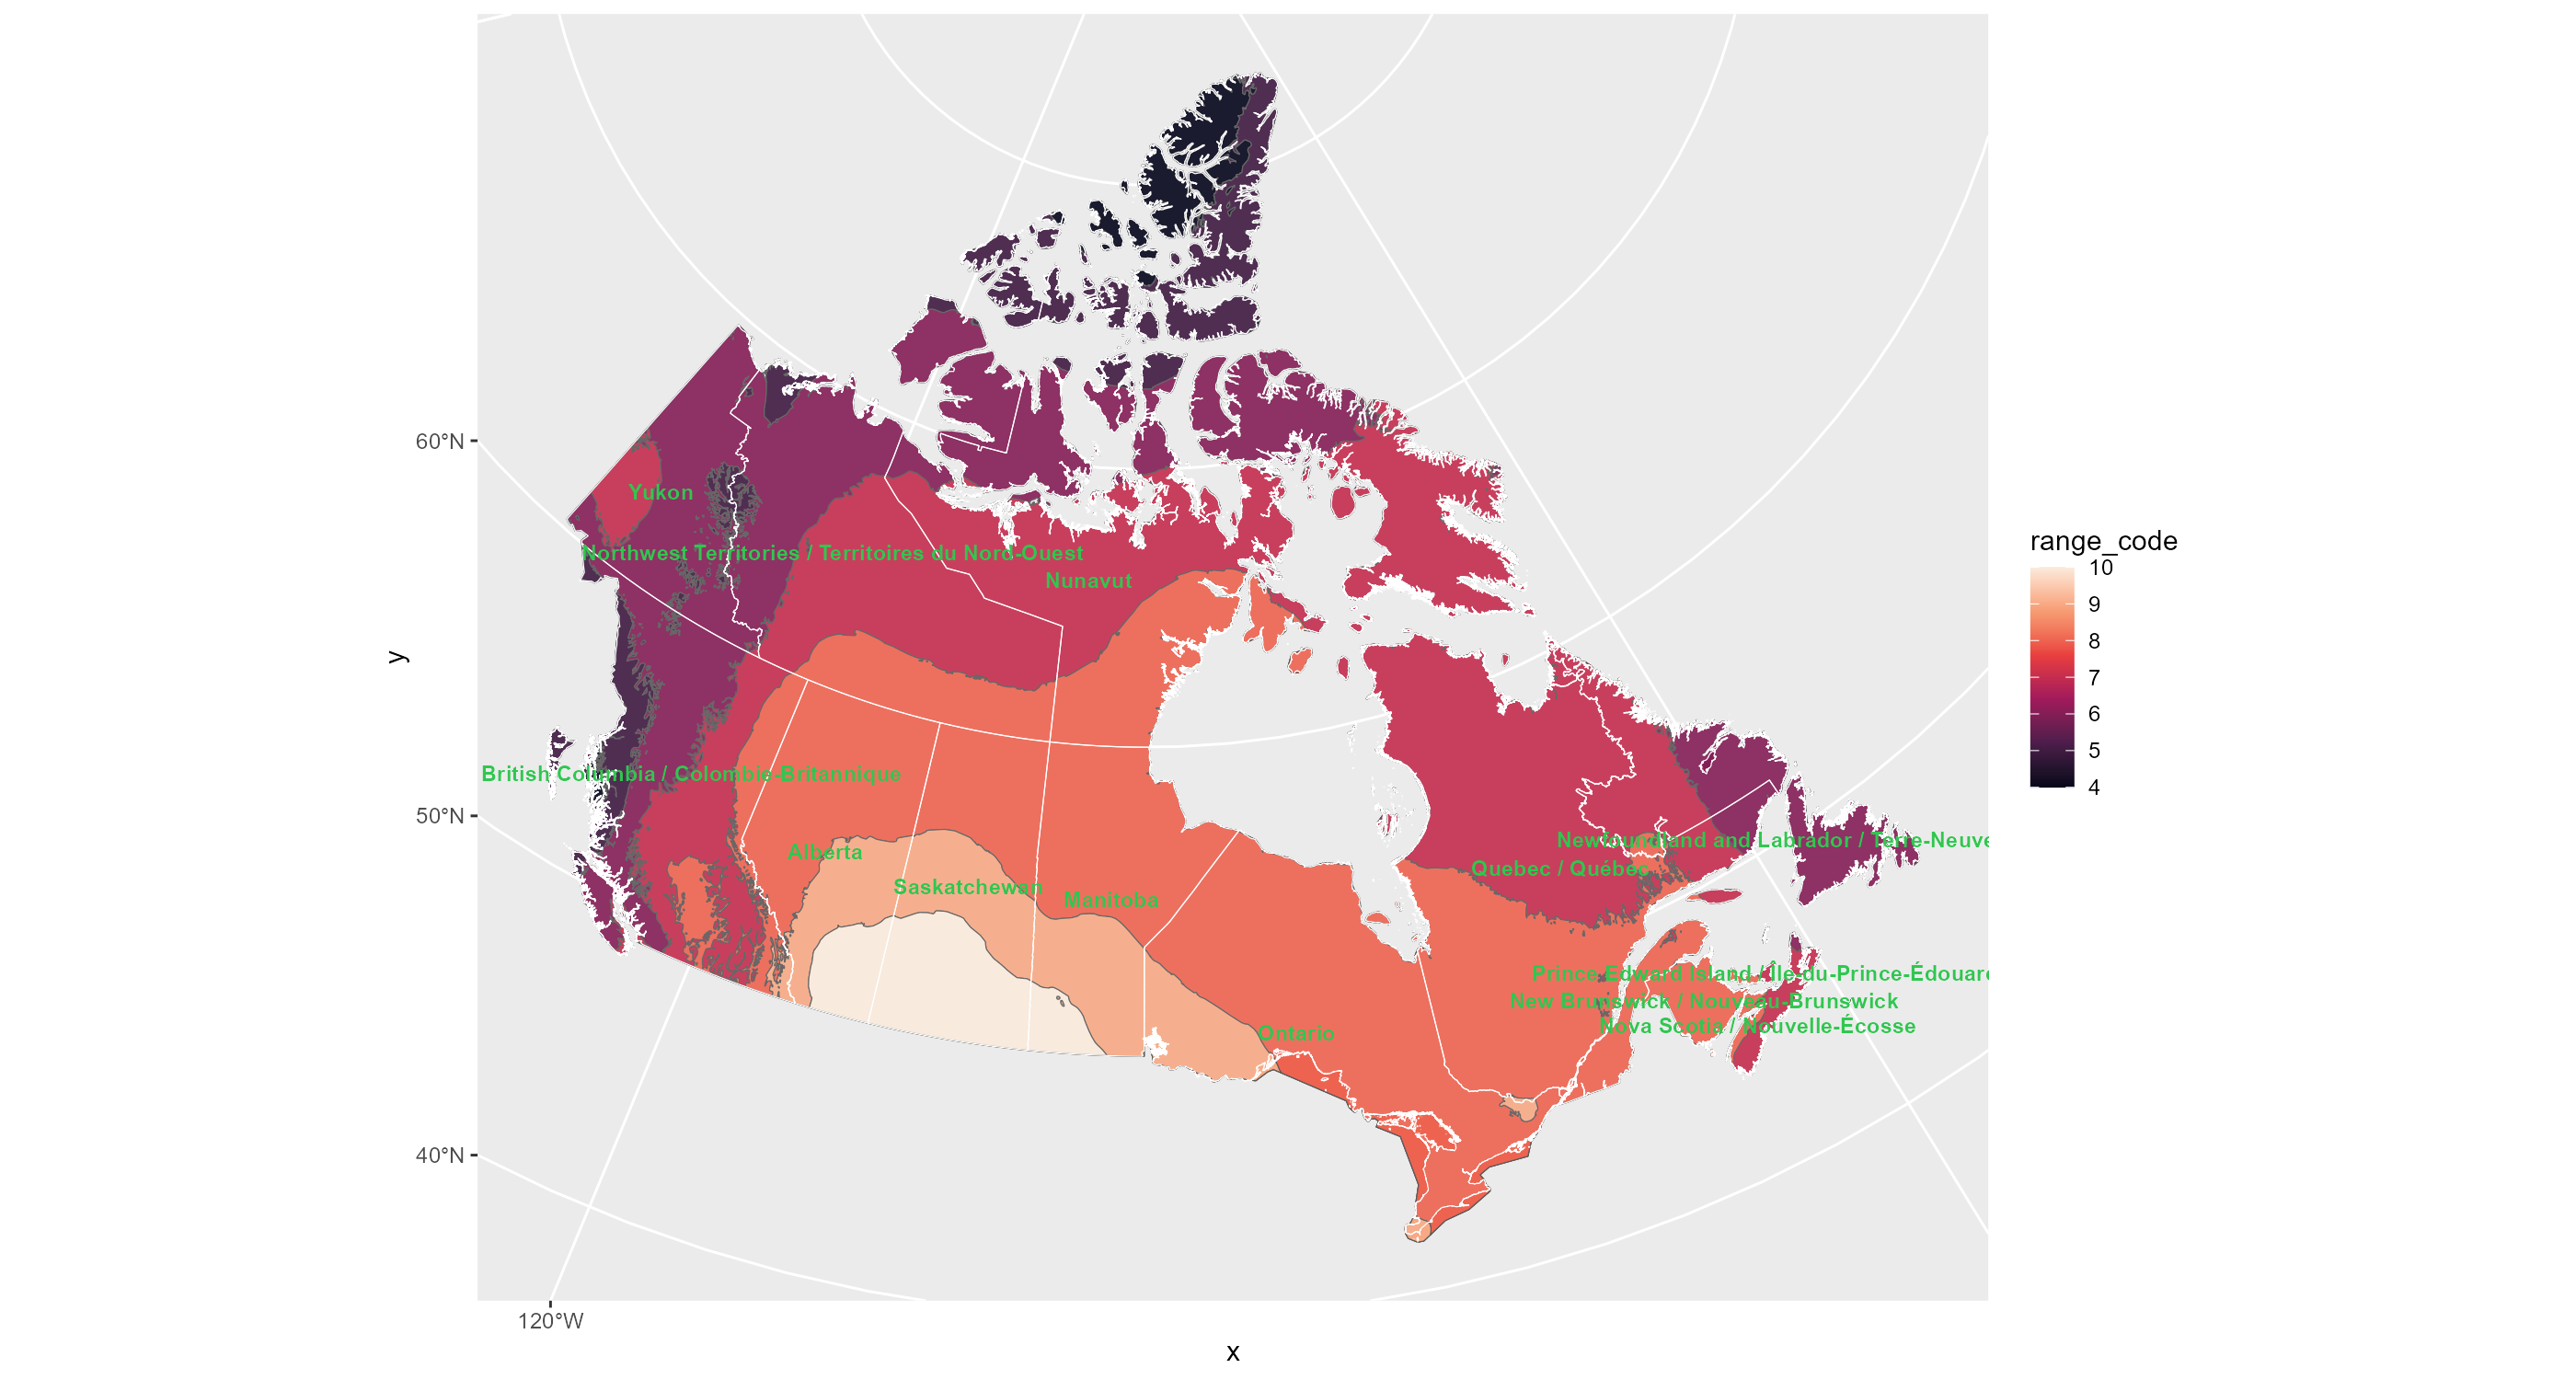 60°N
Yukon
Northwest Territories / Territoires du Nord-Ouest
Nunavut
range_code
10
9
8
7
6
5
4
y
British Columbia / Colombie-Britannique
50°N
Newfoundland and Labrador / Terre-Neuve
Alberta
Quebec / Québec
Saskatchewan
Manitoba
Prince Edward Island / Île-du-Prince-Édouar
New Brunswick / Nouveau-Brunswick
Nova Scotia / Nouvelle-Écosse
Ontario
40°N
120°W
x